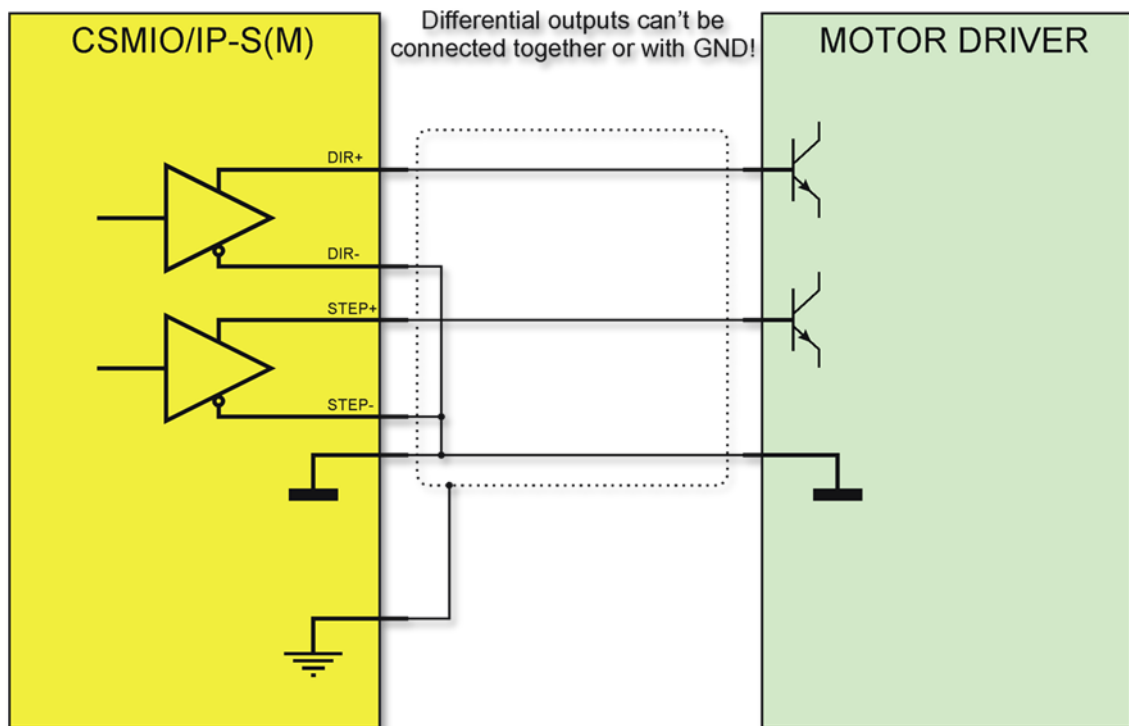 Differential outputs can't be
connected together or with GND!
CSMIO/IP-S(M)
MOTOR DRIVER
DIR+
DIR-
STEP+
STEP-